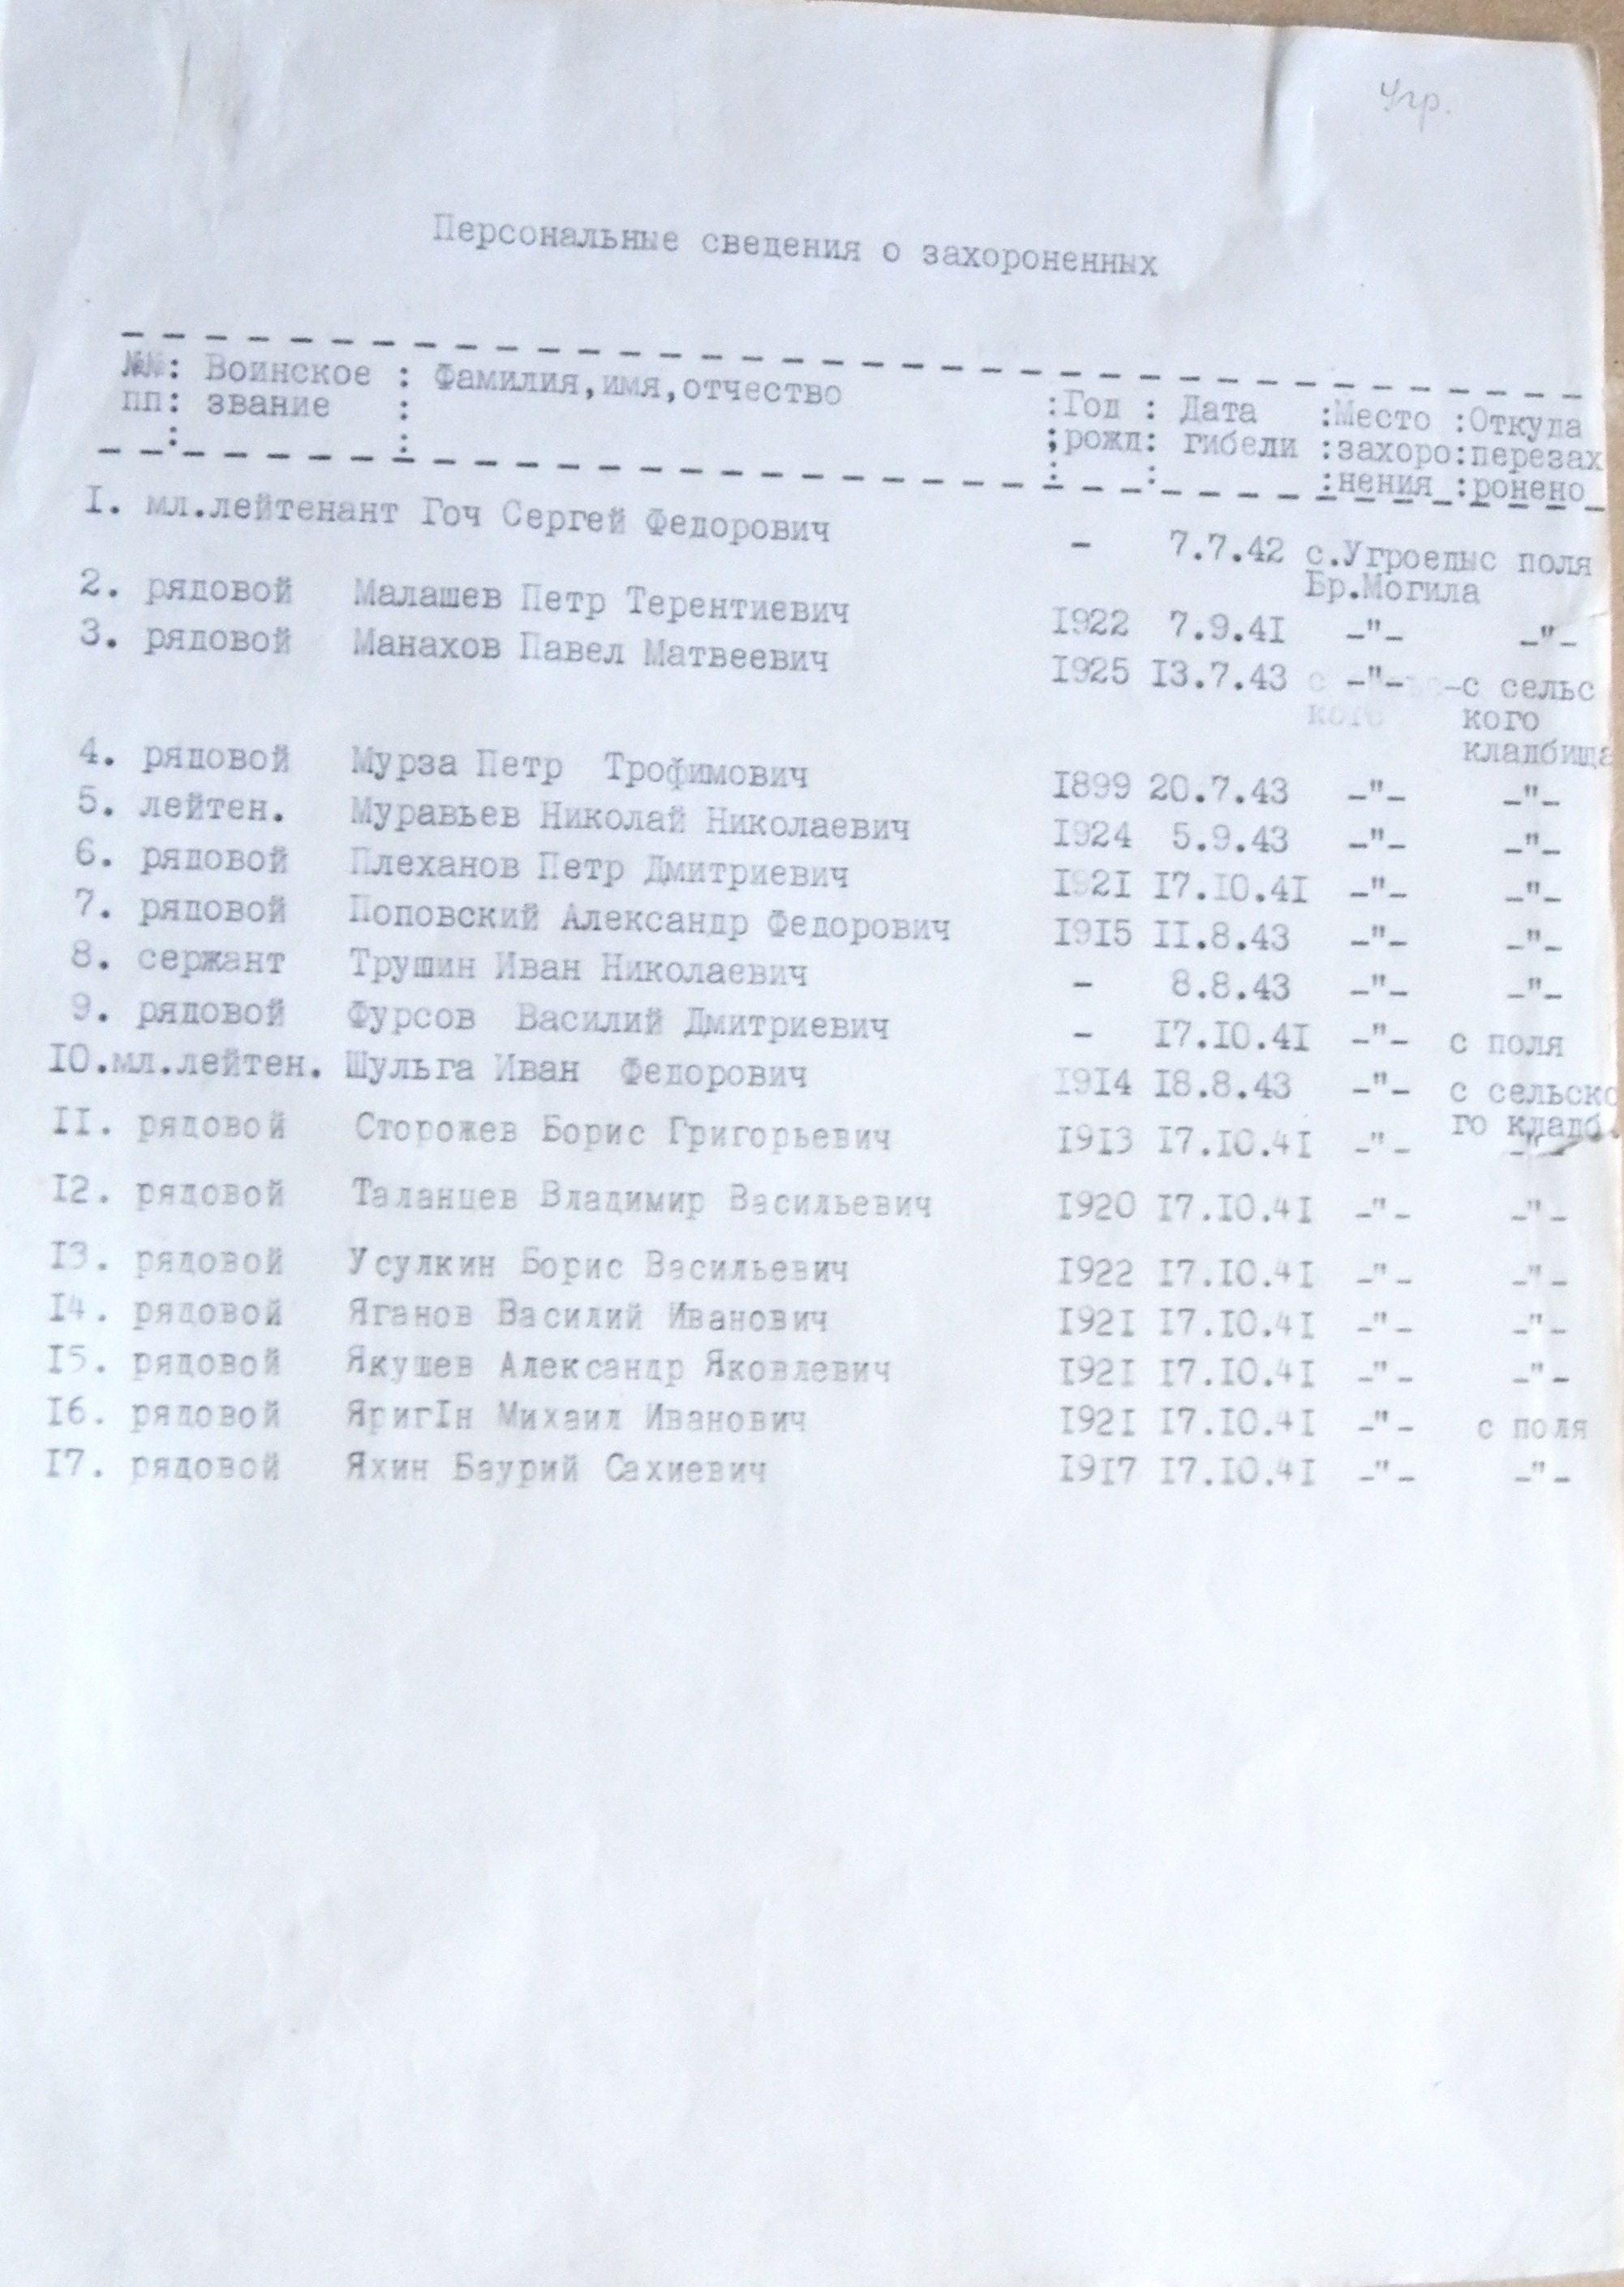 Угр.
Персональные сведения о захороненных
№№: Воинское : Фамилия,имя,отчество :Год : Дата :Место :Откуда
пп: звание : :рожд: гибели :захоро:перезах
: : : : :нения :ронено
I. мл.лейтенант Гоч Сергей Федорович - 7.7.42 с.Угроеды с поля
Бр.Могила
2. рядовой Малашев Петр Терентиевич I922 7.9.4I -"- -"-
3. рядовой Манахов Павел Матвеевич I925 I3.7.43 -"- -с сельс
кого
кладбища
4. рядовой Мурза Петр Трофимович I899 20.7.43 -"- -"-
5. лейтен. Муравьев Николай Николаевич I924 5.9.43 -"- -"-
6. рядовой Плеханов Петр Дмитриевич I92I I7.I0.4I -"- -"-
7. рядовой Поповский Александр Федорович I9I5 II.8.43 -"- -"-
8. сержант Трушин Иван Николаевич - 8.8.43 -"- -"-
9. рядовой Фурсов Василий Дмитриевич - I7.I0.4I -"- с поля
I0.мл.лейтен. Шульга Иван Федорович I9I4 I8.8.43 -"- с сельско
го кладб.
II. рядовой Сторожев Борис Григорьевич I9I3 I7.I0.4I -"- -"-
I2. рядовой Таланцев Владимир Васильевич I920 I7.I0.4I -"- -"-
I3. рядовой Усулкин Борис Васильевич I922 I7.I0.4I -"- -"-
I4. рядовой Яганов Василий Иванович I92I I7.I0.4I -"- -"-
I5. рядовой Якушев Александр Яковлевич I92I I7.I0.4I -"- -"-
I6. рядовой ЯригIн Михаил Иванович I92I I7.I0.4I -"- с поля
I7. рядовой Яхин Баурий Сахиевич I9I7 I7.I0.4I -"- -"-